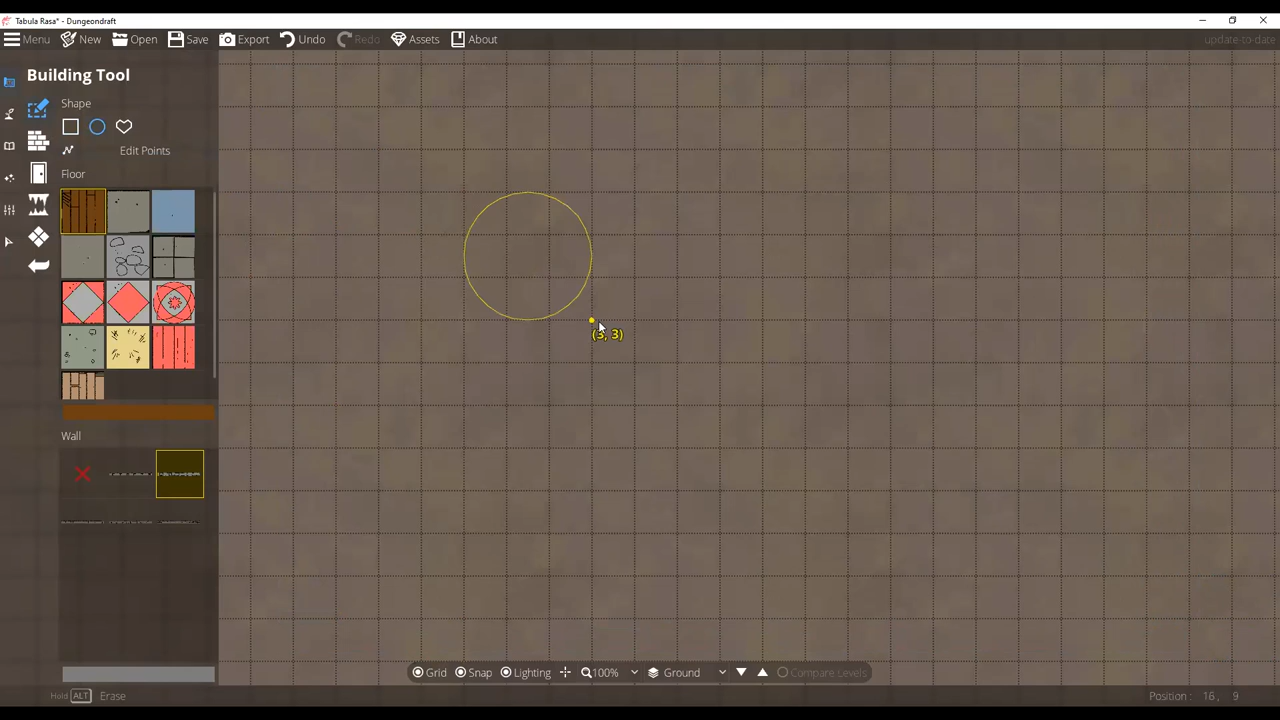 Tabula Rasa* - Dungeondraft
Menu New Open Save Export Undo Redo Assets About update-to-date
Building Tool
Shape
Edit Points
Floor
(3, 3)
Wall
Grid Snap Lighting 100% Ground Compare Levels
Hold ALT Erase Position : 16 , 9